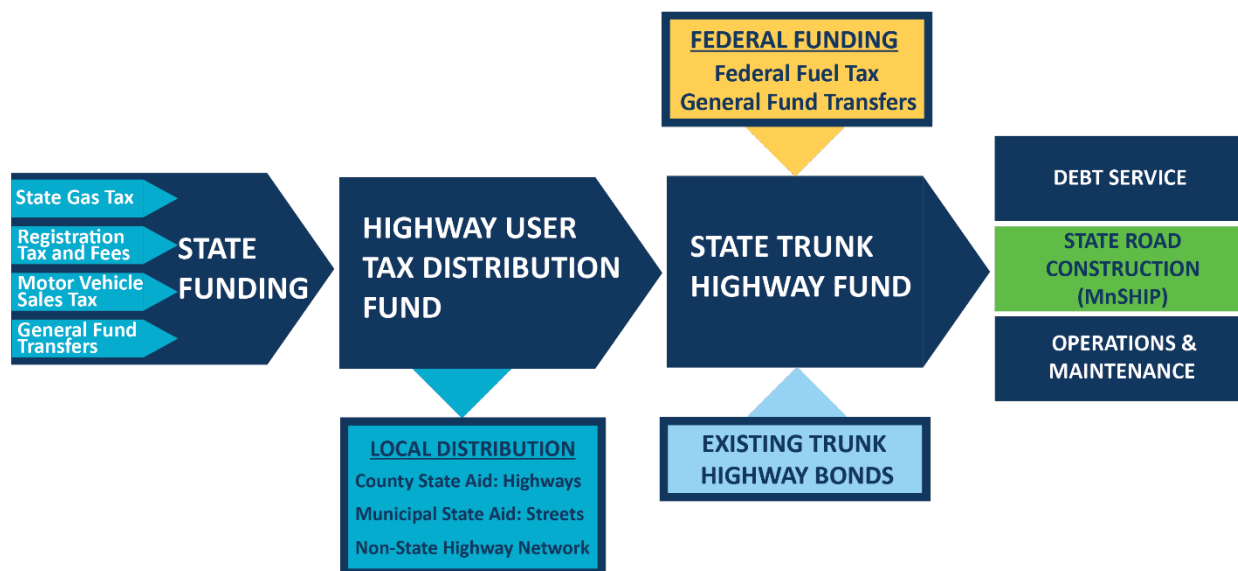 FEDERAL FUNDING
Federal Fuel Tax
General Fund Transfers
State Gas Tax
Registration
Tax and Fees
Motor Vehicle
Sales Tax
General Fund
Transfers
STATE
FUNDING
HIGHWAY USER
TAX DISTRIBUTION
FUND
STATE TRUNK
HIGHWAY FUND
DEBT SERVICE
STATE ROAD
CONSTRUCTION
(MnSHIP)
OPERATIONS &
MAINTENANCE
LOCAL DISTRIBUTION
County State Aid: Highways
Municipal State Aid: Streets
Non-State Highway Network
EXISTING TRUNK
HIGHWAY BONDS